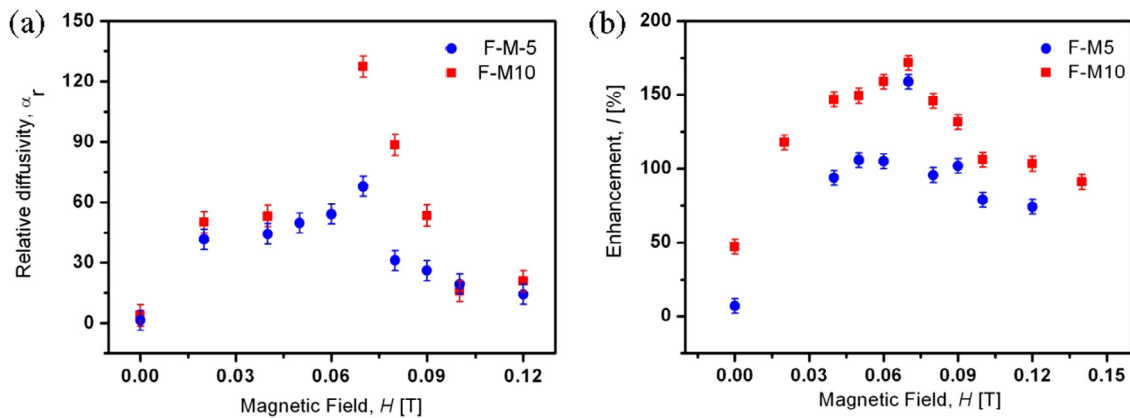 (a)
150
120
90
60
30
0
Relative diffusivity, αr
F-M-5
F-M10
0.00
0.03
0.06
0.09
0.12
Magnetic Field, H [T]
(b)
200
150
100
50
0
Enhancement, I [%]
F-M5
F-M10
0.00
0.03
0.06
0.09
0.12
0.15
Magnetic Field, H [T]